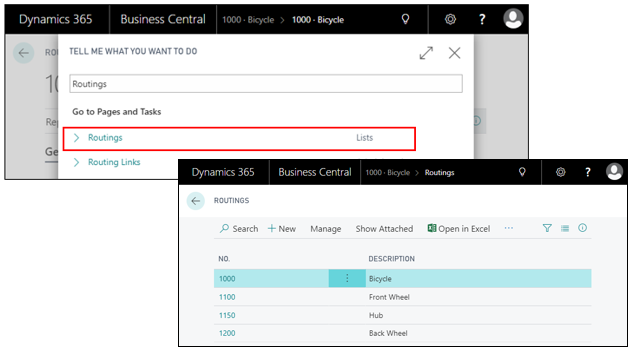 Dynamics 365 Business Central 1000 · Bicycle > 1000 · Bicycle ?
ROU
TELL ME WHAT YOU WANT TO DO
10
Routings
Go to Pages and Tasks
Routings Lists
Ge
Routing Links
Dynamics 365 Business Central 1000 · Bicycle > Routings ?
ROUTINGS
Search + New Manage Show Attached Open in Excel ...
NO. DESCRIPTION
1000 Bicycle
1100 Front Wheel
1150 Hub
1200 Back Wheel